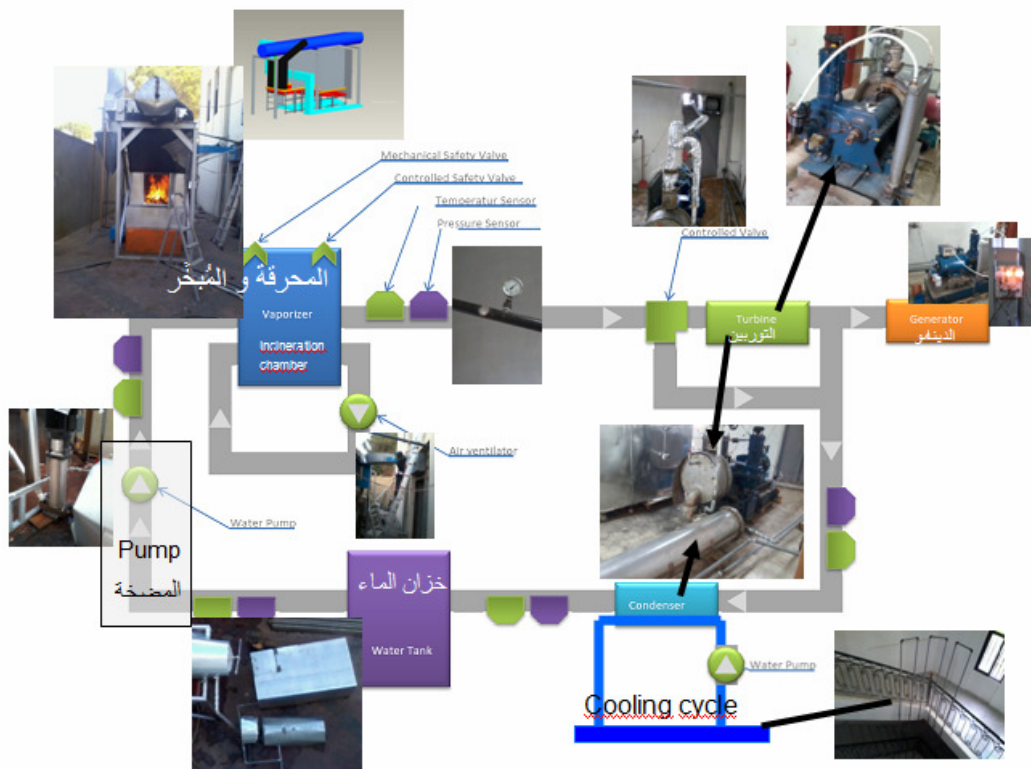 Mechanical Safety Valve
Controlled Safety Valve
Temperatur Sensor
Pressure Sensor
Controlled Valve
المحرقة و المُبخّر
Vaporizer
Incineration
chamber
Turbine
التوربين
Generator
الدينمو
Air ventilator
Water Pump
Pump
المضخة
خزان الماء
Water Tank
Condenser
Water Pump
Cooling cycle